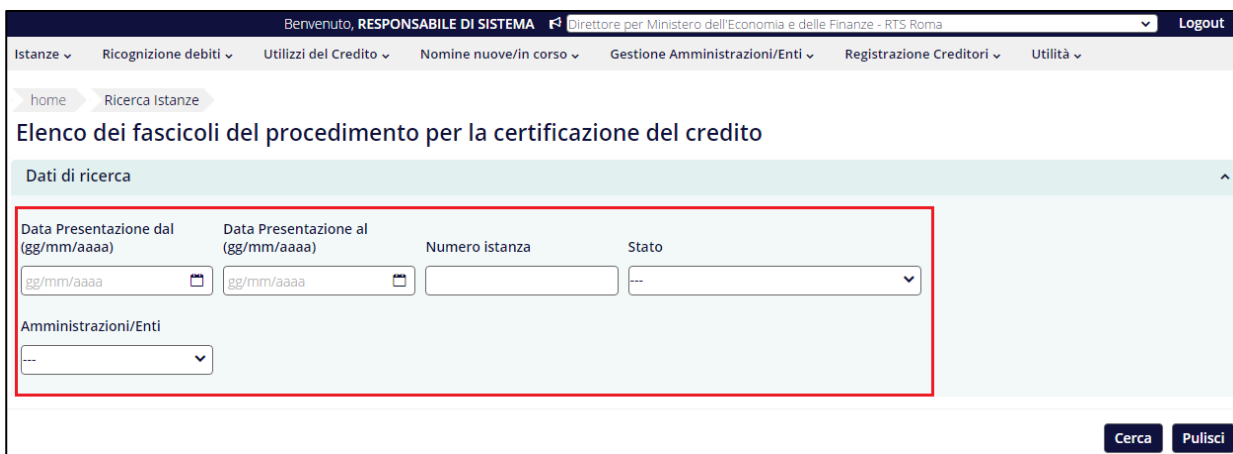 Benvenuto, RESPONSABILE DI SISTEMA Direttore per Ministero dell'Economia e delle Finanze - RTS Roma Logout
Istanze Ricognizione debiti Utilizzi del Credito Nomine nuove/in corso Gestione Amministrazioni/Enti Registrazione Creditori Utilità
home Ricerca Istanze
Elenco dei fascicoli del procedimento per la certificazione del credito
Dati di ricerca
Data Presentazione dal (gg/mm/aaaa)
Data Presentazione al (gg/mm/aaaa)
Numero istanza
Stato
gg/mm/aaaa gg/mm/aaaa ---
Amministrazioni/Enti
---
Cerca Pulisci